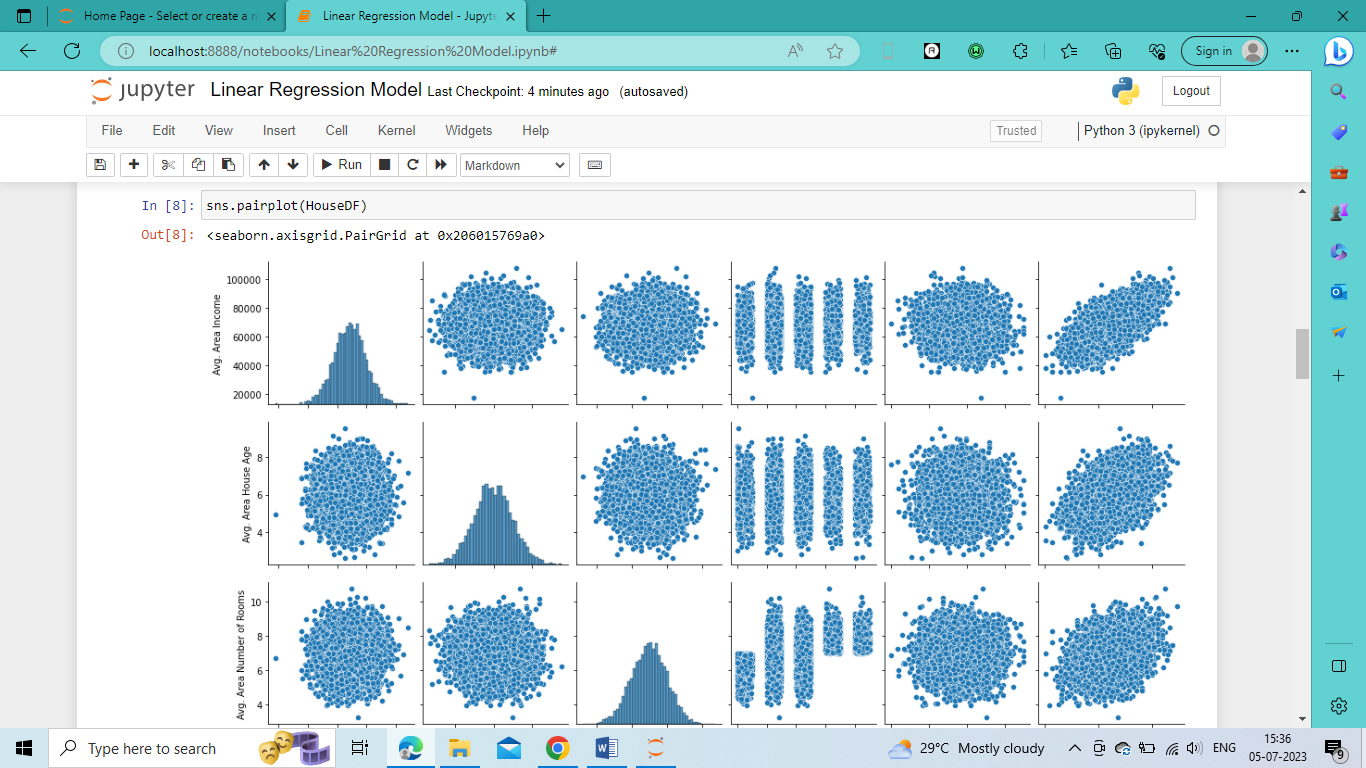 Home Page - Select or create a n
Linear Regression Model - Jupyte
localhost:8888/notebooks/Linear%20Regression%20Model.ipynb#
Sign in
jupyter Linear Regression Model Last Checkpoint: 4 minutes ago (autosaved)
Logout
File Edit View Insert Cell Kernel Widgets Help
Trusted
Python 3 (ipykernel)
Run
Markdown
In [8]: sns.pairplot(HouseDF)
Out[8]: <seaborn.axisgrid.PairGrid at 0x206015769a0>
Avg. Area Income
100000
80000
60000
40000
20000
Avg. Area House Age
8
6
4
Avg. Area Number of Rooms
10
8
6
4
Type here to search
29°C Mostly cloudy
ENG
15:36
05-07-2023
9